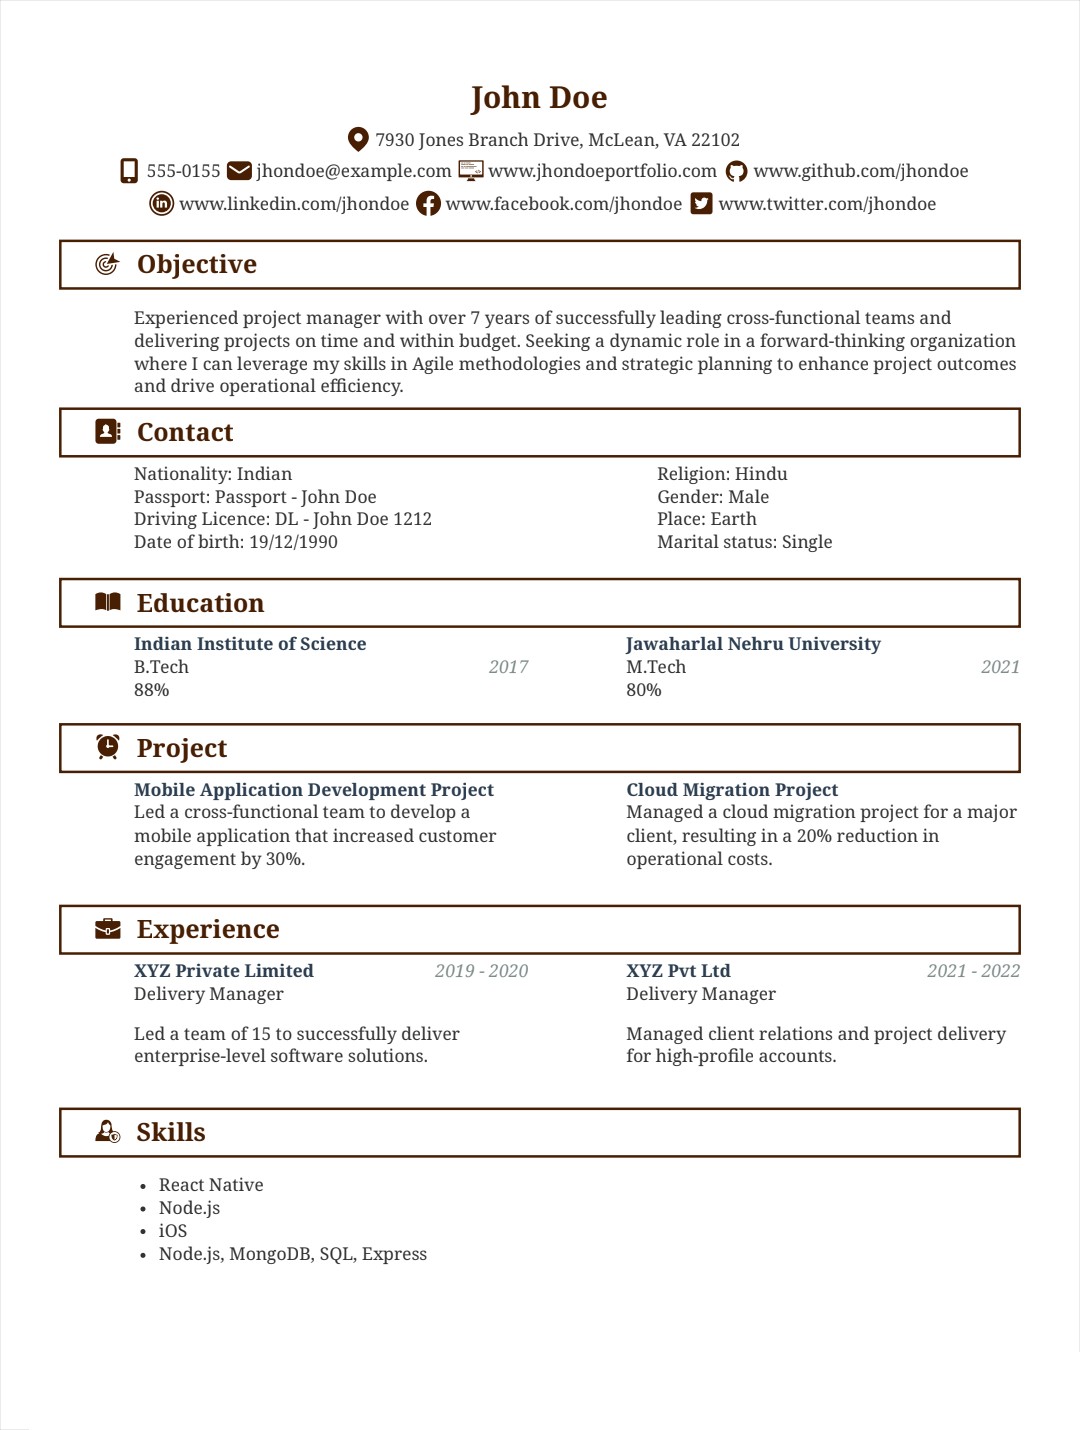 John Doe
7930 Jones Branch Drive, McLean, VA 22102
555-0155 jhondoe@example.com www.jhondoeportfolio.com www.github.com/jhondoe
www.linkedin.com/jhondoe www.facebook.com/jhondoe www.twitter.com/jhondoe
Objective
Experienced project manager with over 7 years of successfully leading cross-functional teams and
delivering projects on time and within budget. Seeking a dynamic role in a forward-thinking organization
where I can leverage my skills in Agile methodologies and strategic planning to enhance project outcomes
and drive operational efficiency.
Contact
Nationality: Indian
Passport: Passport - John Doe
Driving Licence: DL - John Doe 1212
Date of birth: 19/12/1990
Religion: Hindu
Gender: Male
Place: Earth
Marital status: Single
Education
Indian Institute of Science
B.Tech 2017
88%
Jawaharlal Nehru University
M.Tech 2021
80%
Project
Mobile Application Development Project
Led a cross-functional team to develop a
mobile application that increased customer
engagement by 30%.
Cloud Migration Project
Managed a cloud migration project for a major
client, resulting in a 20% reduction in
operational costs.
Experience
XYZ Private Limited 2019 - 2020
Delivery Manager
Led a team of 15 to successfully deliver
enterprise-level software solutions.
XYZ Pvt Ltd 2021 - 2022
Delivery Manager
Managed client relations and project delivery
for high-profile accounts.
Skills
• React Native
• Node.js
• iOS
• Node.js, MongoDB, SQL, Express